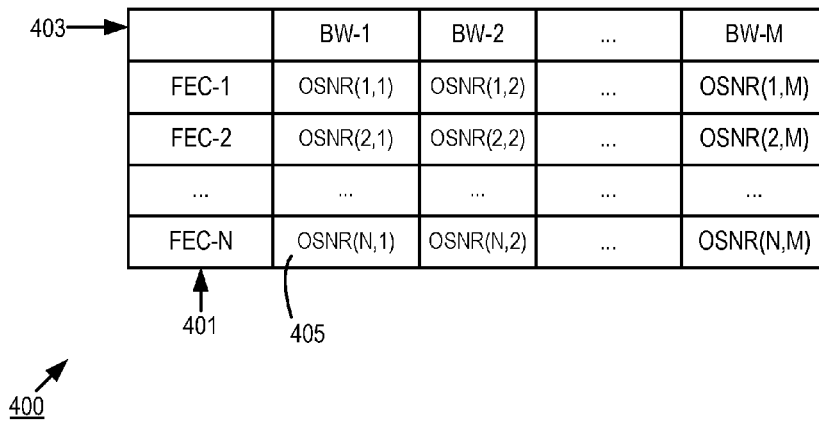 403 BW-1 BW-2 ... BW-M
FEC-1 OSNR(1,1) OSNR(1,2) ... OSNR(1,M)
FEC-2 OSNR(2,1) OSNR(2,2) ... OSNR(2,M)
... ... ... ... ...
FEC-N OSNR(N,1) OSNR(N,2) ... OSNR(N,M)
401 405
400